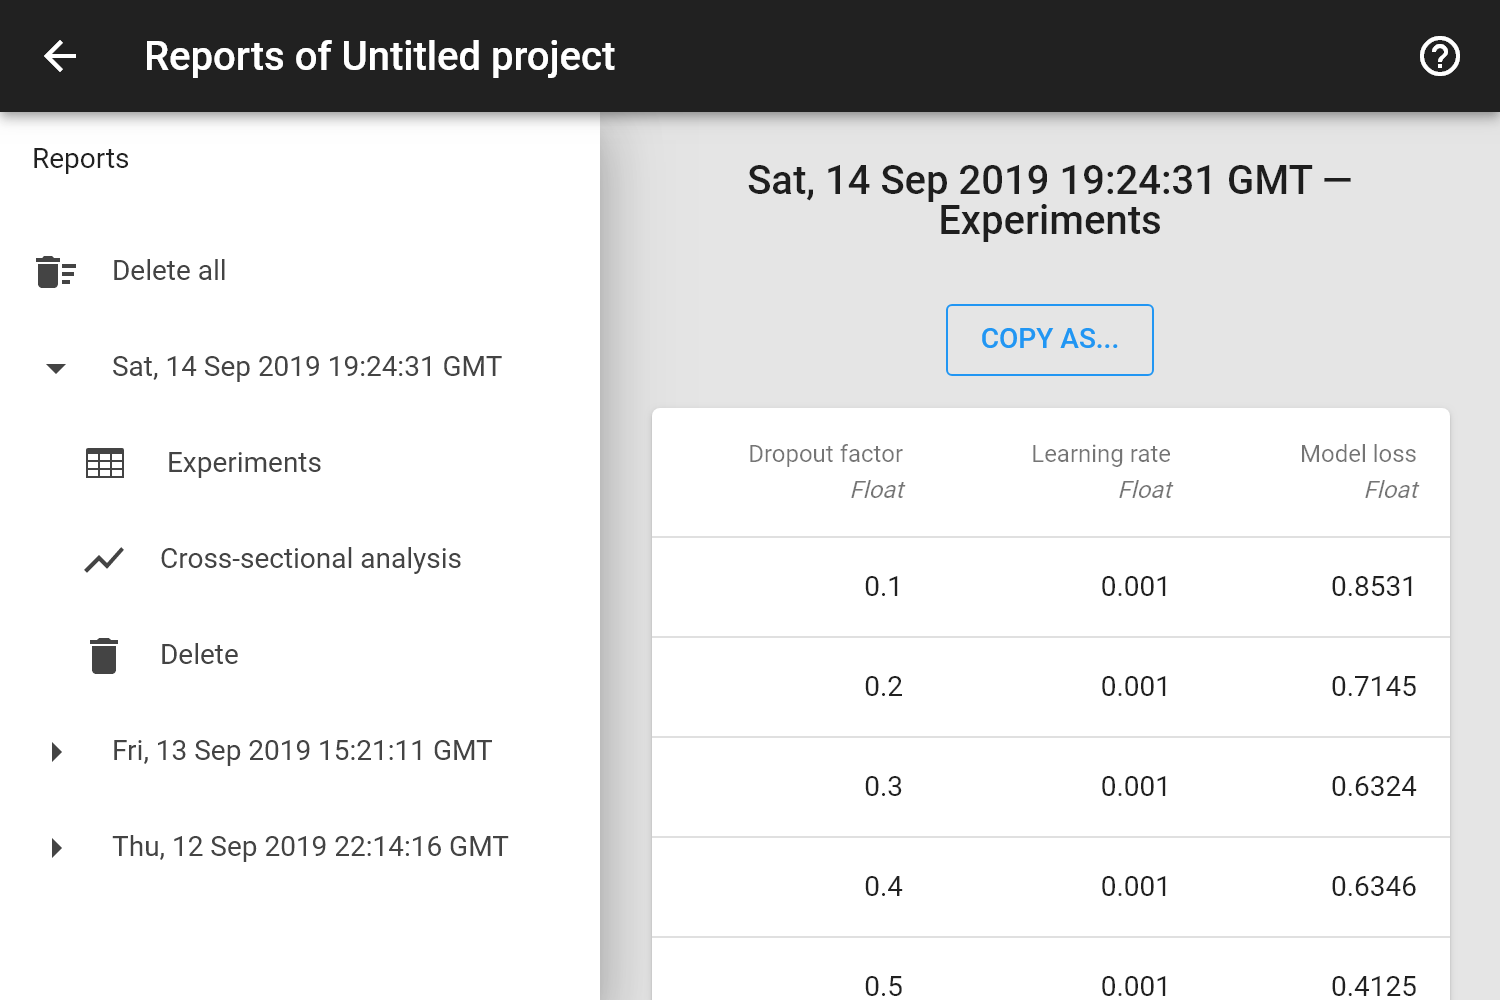 Reports of Untitled project
Reports
Delete all
Sat, 14 Sep 2019 19:24:31 GMT
Experiments
Cross-sectional analysis
Delete
Fri, 13 Sep 2019 15:21:11 GMT
Thu, 12 Sep 2019 22:14:16 GMT
Sat, 14 Sep 2019 19:24:31 GMT —
Experiments
COPY AS...
Dropout factor Learning rate Model loss
Float Float Float
0.1 0.001 0.8531
0.2 0.001 0.7145
0.3 0.001 0.6324
0.4 0.001 0.6346
0.5 0.001 0.4125